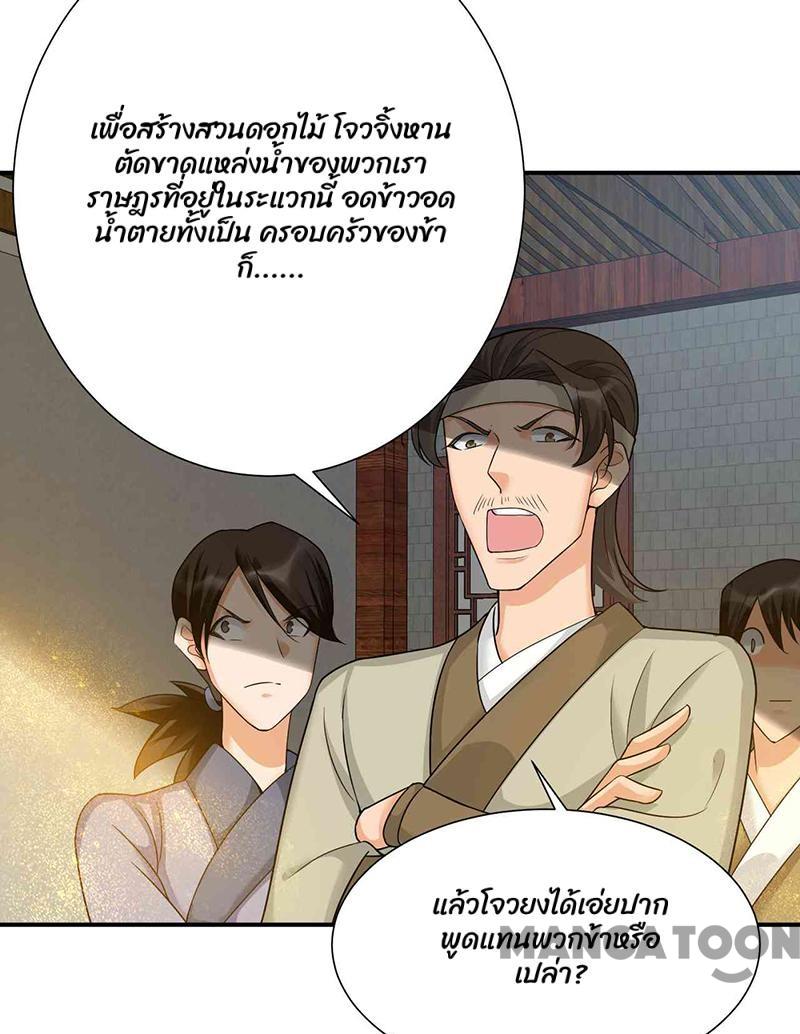 เพื่อสร้างสวนดอกไม้ โจวจิ้งหาน
ตัดขาดแหล่งน้ำของพวกเรา
ราษฎรที่อยู่ในระแวกนี้ อดข้าวอด
น้ำตายทั้งเป็น ครอบครัวของข้า
ก็......
แล้วโจวยงได้เอ่ยปาก
พูดแทนพวกข้าหรือ
เปล่า?
MANGATOON